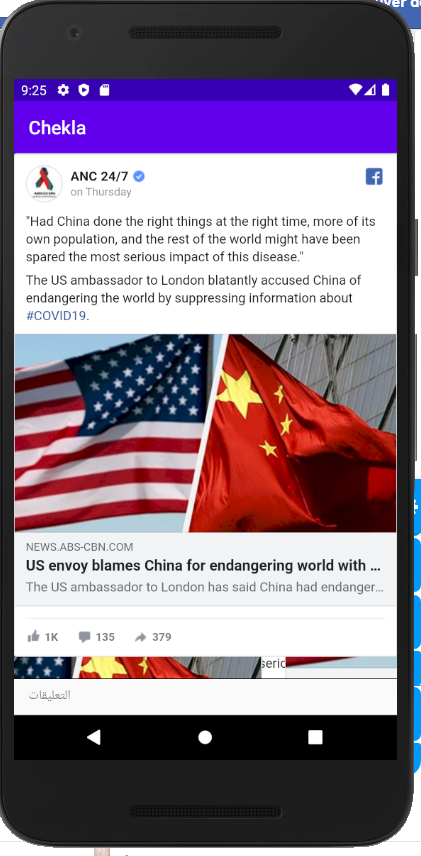 ver d
9:25
Chekla
ANC 24/7
on Thursday
"Had China done the right things at the right time, more of its
own population, and the rest of the world might have been
spared the most serious impact of this disease."
The US ambassador to London blatantly accused China of
endangering the world by suppressing information about
#COVID19.
NEWS.ABS-CBN.COM
US envoy blames China for endangering world with ...
The US ambassador to London has said China had endanger...
1K 135 379
seric
التعليقات